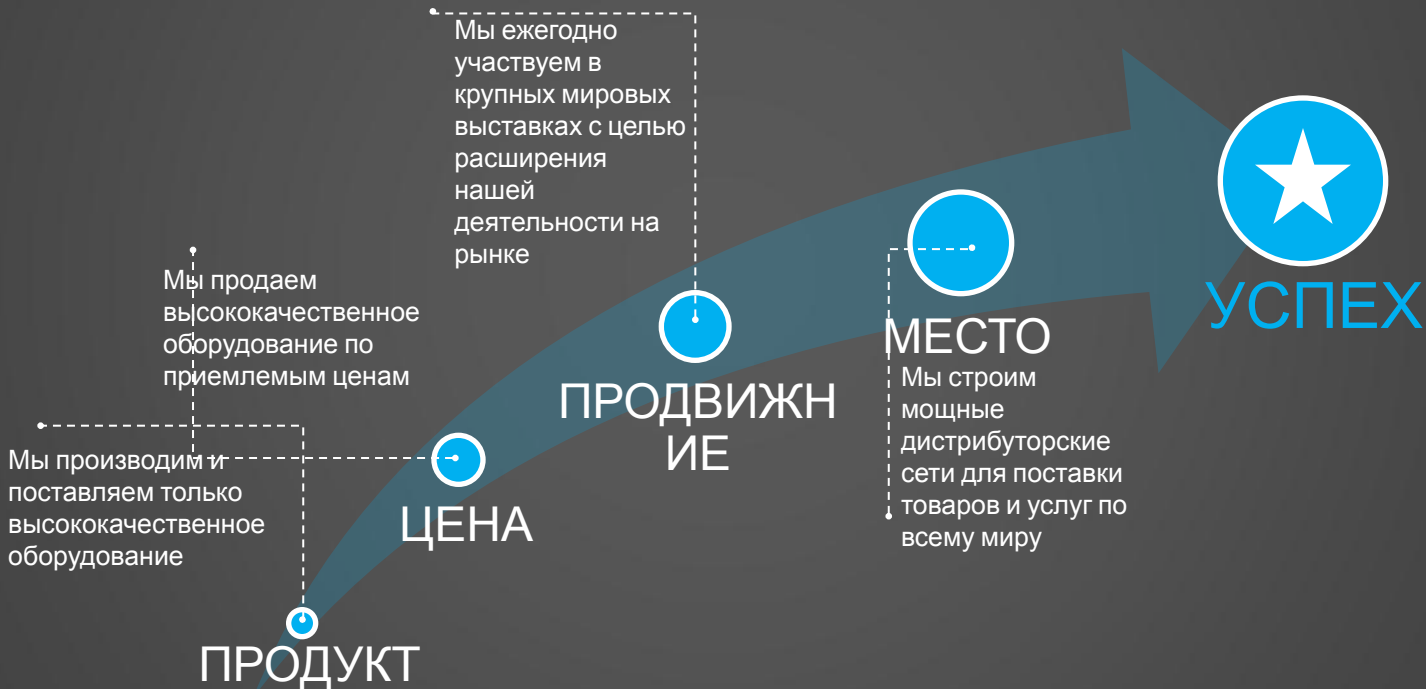 Мы ежегодно
участвуем в
крупных мировых
выставках с целью
расширения
нашей
деятельности на
рынке
Мы продаем
высококачественное
оборудование по
приемлемым ценам
Мы производим и
поставляем только
высококачественное
оборудование
ПРОДУКТ
ЦЕНА
ПРОДВИЖН
ИЕ
МЕСТО
Мы строим
мощные
дистрибуторские
сети для поставки
товаров и услуг по
всему миру
УСПЕХ